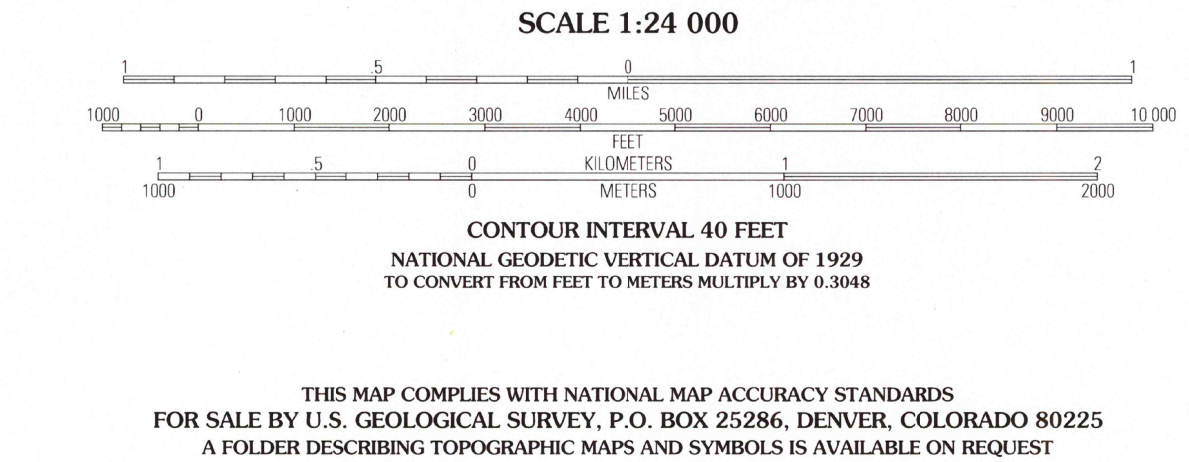 SCALE 1:24 000
1 .5 0 1
MILES
1000 0 1000 2000 3000 4000 5000 6000 7000 8000 9000 10 000
FEET
1 .5 0 KILOMETERS 1 2
1000 0 METERS 1000 2000
CONTOUR INTERVAL 40 FEET
NATIONAL GEODETIC VERTICAL DATUM OF 1929
TO CONVERT FROM FEET TO METERS MULTIPLY BY 0.3048
THIS MAP COMPLIES WITH NATIONAL MAP ACCURACY STANDARDS
FOR SALE BY U.S. GEOLOGICAL SURVEY, P.O. BOX 25286, DENVER, COLORADO 80225
A FOLDER DESCRIBING TOPOGRAPHIC MAPS AND SYMBOLS IS AVAILABLE ON REQUEST